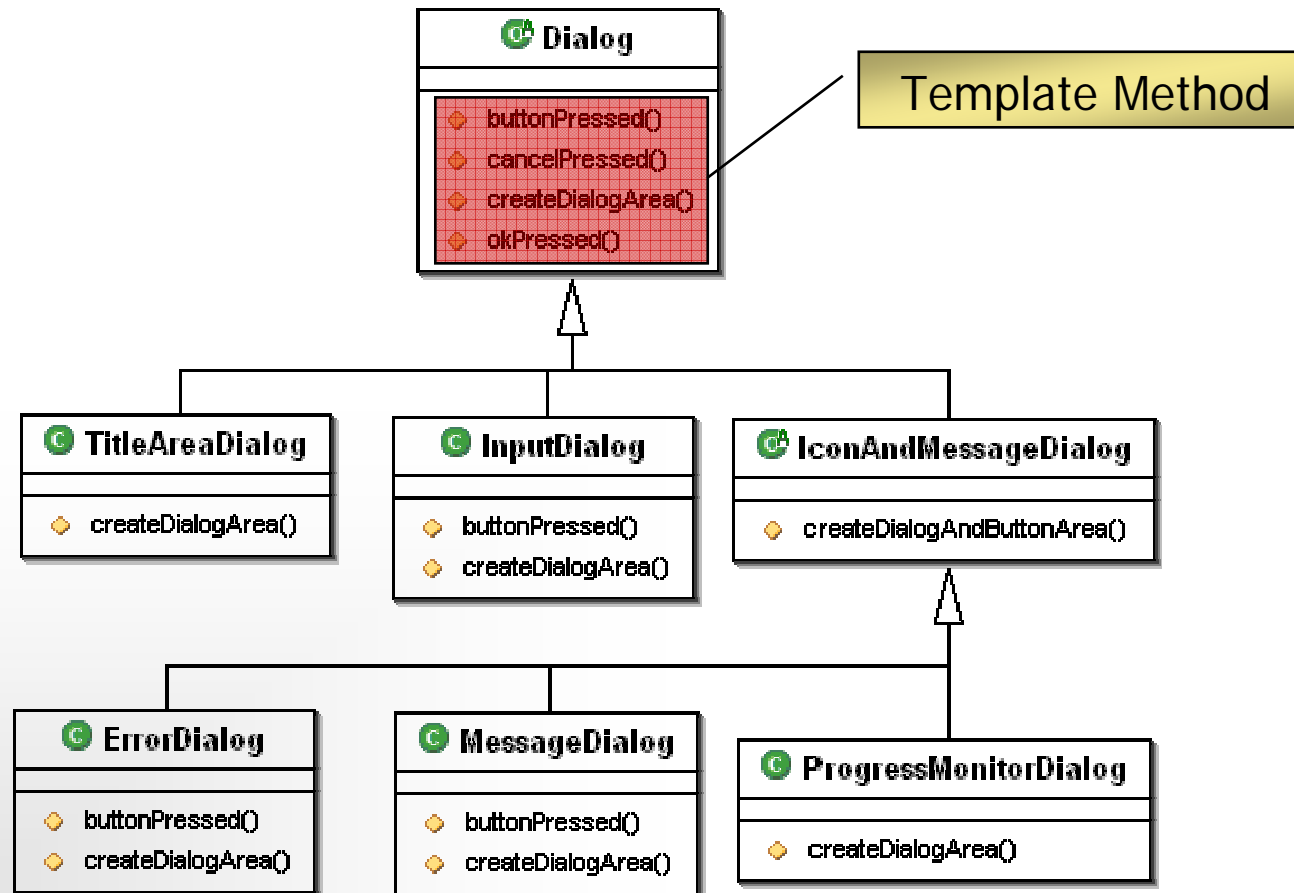 Dialog
buttonPressed()
cancelPressed()
createDialogArea()
okPressed()
Template Method
TitleAreaDialog
createDialogArea()
InputDialog
buttonPressed()
createDialogArea()
IconAndMessageDialog
createDialogAndButtonArea()
ErrorDialog
buttonPressed()
createDialogArea()
MessageDialog
buttonPressed()
createDialogArea()
ProgressMonitorDialog
createDialogArea()